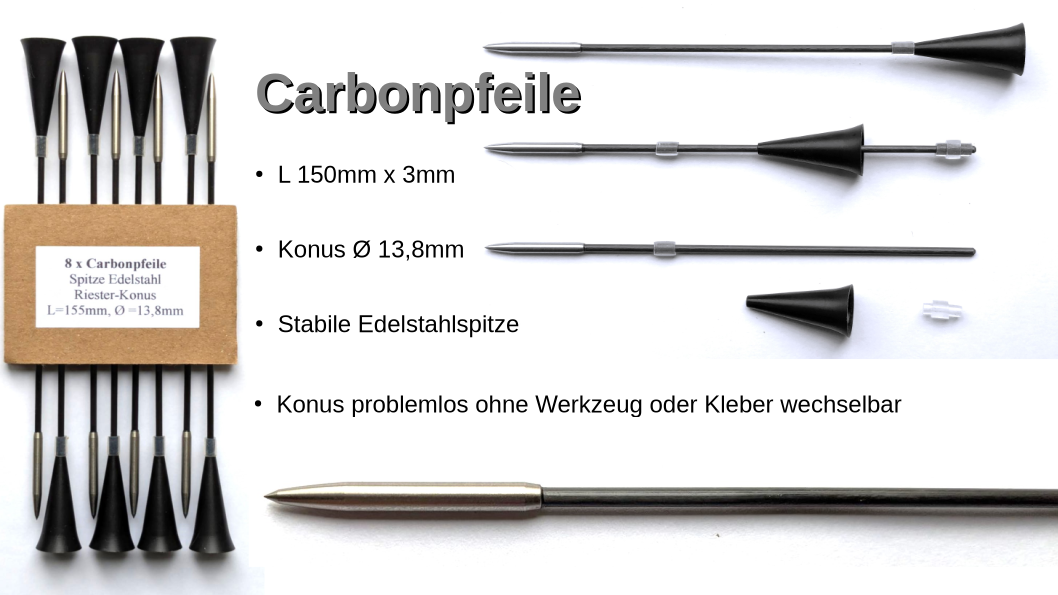 Carbonpfeile
• L 150mm x 3mm
• Konus Ø 13,8mm
• Stabile Edelstahlspitze
• Konus problemlos ohne Werkzeug oder Kleber wechselbar
8 x Carbonpfeile
Spitze Edelstahl
Riester-Konus
L=155mm, Ø =13,8mm